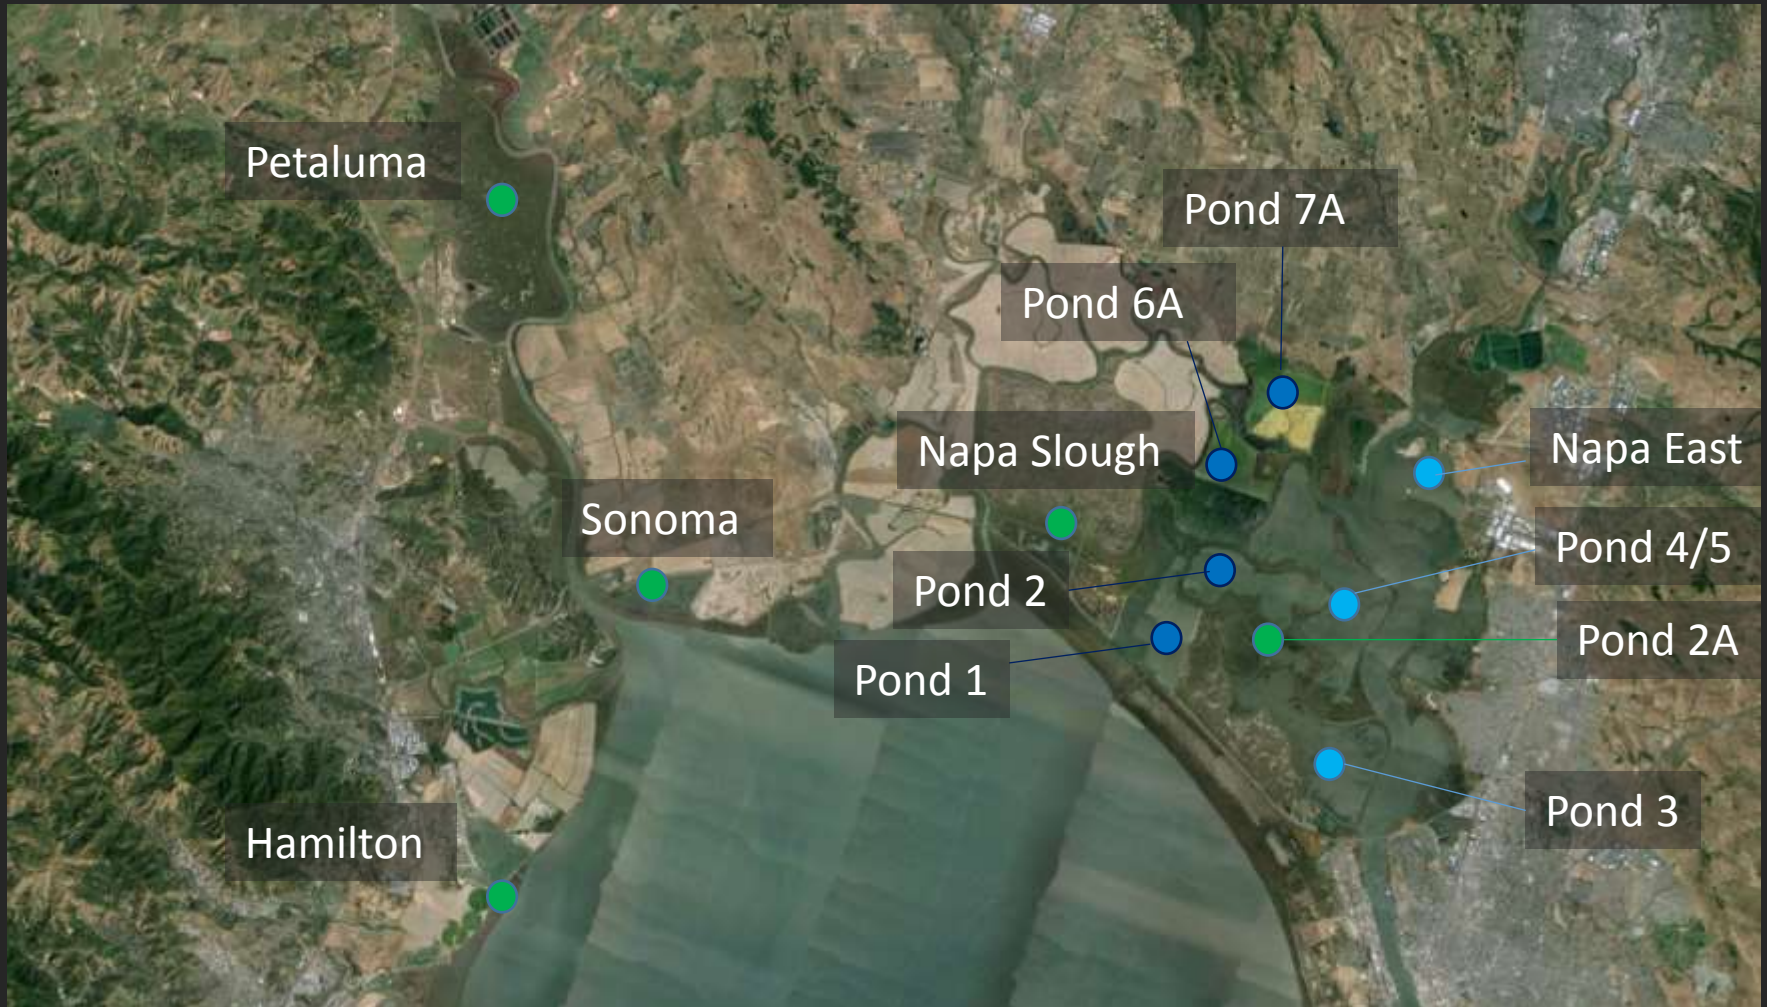 Petaluma
Pond 7A
Pond 6A
Napa Slough
Napa East
Sonoma
Pond 4/5
Pond 2
Pond 2A
Pond 1
Pond 3
Hamilton